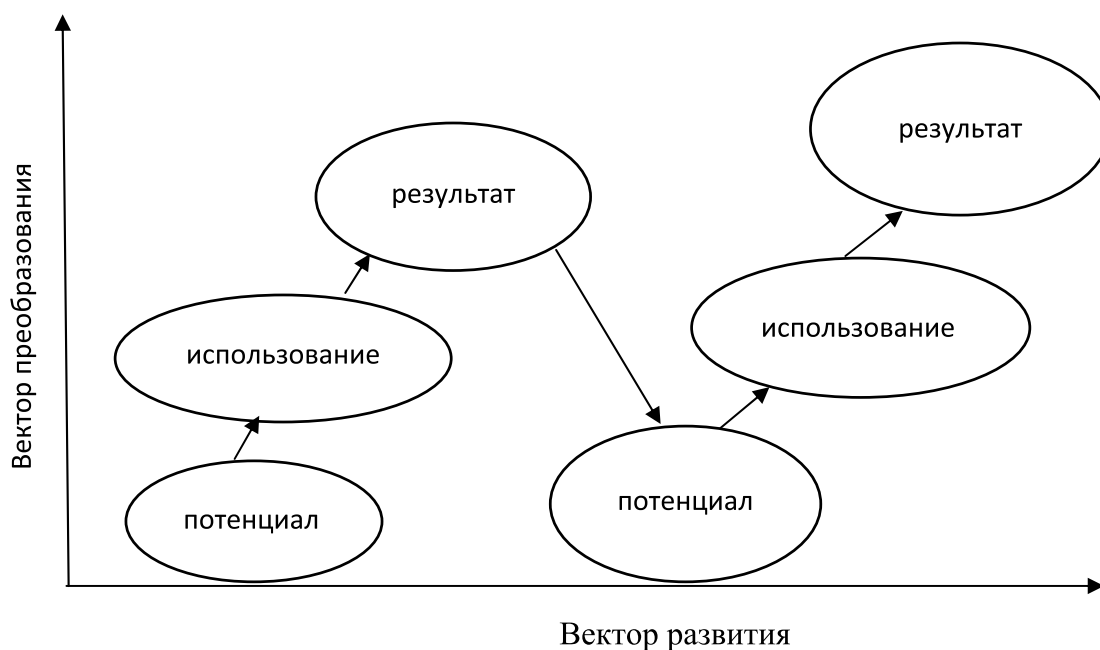 Вектор преобразования
результат
результат
использование
использование
потенциал
потенциал
Вектор развития